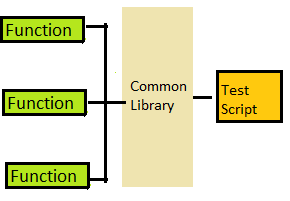 Function
Function
Function
Common
Library
Test
Script